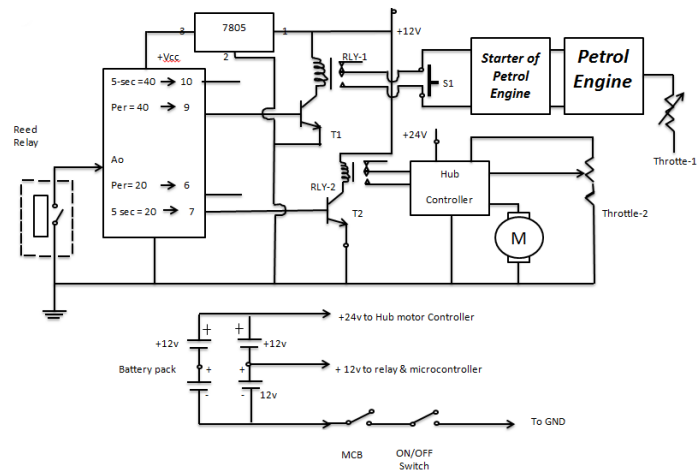 3 7805 1
+12V
+Vcc 2 RLY-1
5-sec=40 10
Per = 40 9
S1
Starter of
Petrol
Engine
Petrol
Engine
Reed
Relay
T1
+24V
Throtte-1
Ao
Per= 20 6
5 sec = 20 7
RLY-2
T2
Hub
Controller
Throttle-2
M
+24v to Hub motor Controller
+ +
+12v +12v
Battery pack + +
+ 12v to relay & microcontroller
- - 12v
To GND
MCB
ON/OFF
Switch